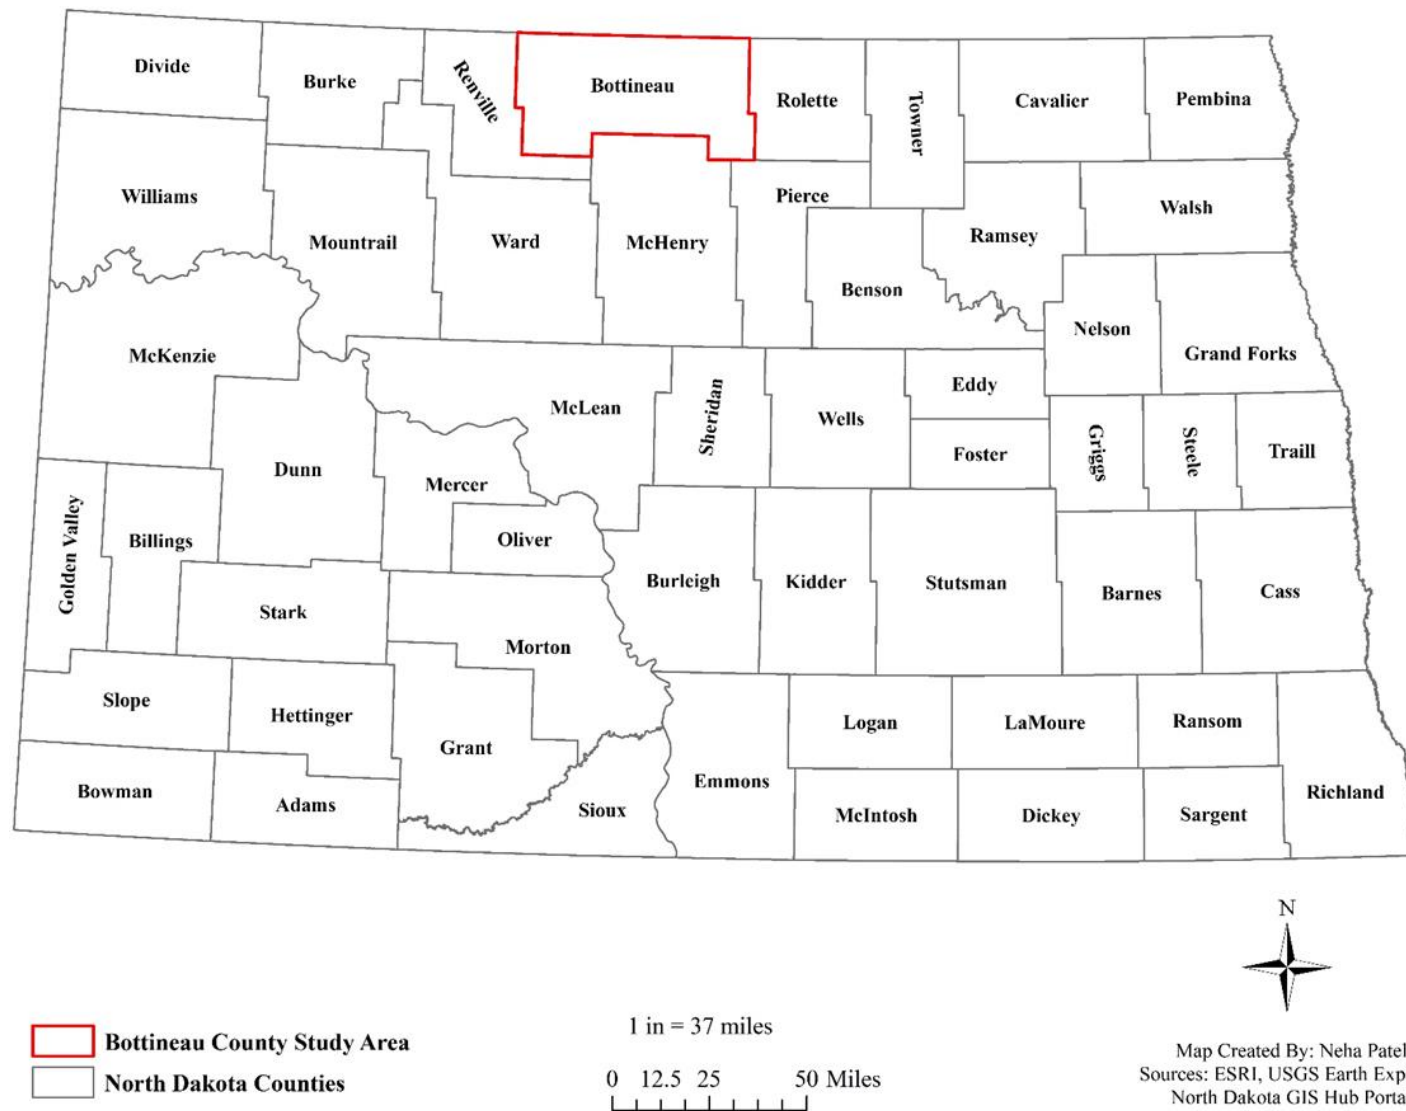 Divide
Burke
Renville
Bottineau
Rolette
Towner
Cavalier
Pembina
Williams
Mountrail
Ward
McHenry
Pierce
Benson
Ramsey
Walsh
McKenzie
Nelson
Grand Forks
McLean
Sheridan
Wells
Eddy
Foster
Griggs
Steele
Traill
Dunn
Mercer
Oliver
Golden Valley
Billings
Stark
Burleigh
Kidder
Stutsman
Barnes
Cass
Morton
Slope
Hettinger
Grant
Logan
LaMoure
Ransom
Bowman
Adams
Sioux
Emmons
McIntosh
Dickey
Sargent
Richland
N
Bottineau County Study Area
North Dakota Counties
1 in = 37 miles
0 12.5 25 50 Miles
Map Created By: Neha Patel
Sources: ESRI, USGS Earth Exp
North Dakota GIS Hub Porta